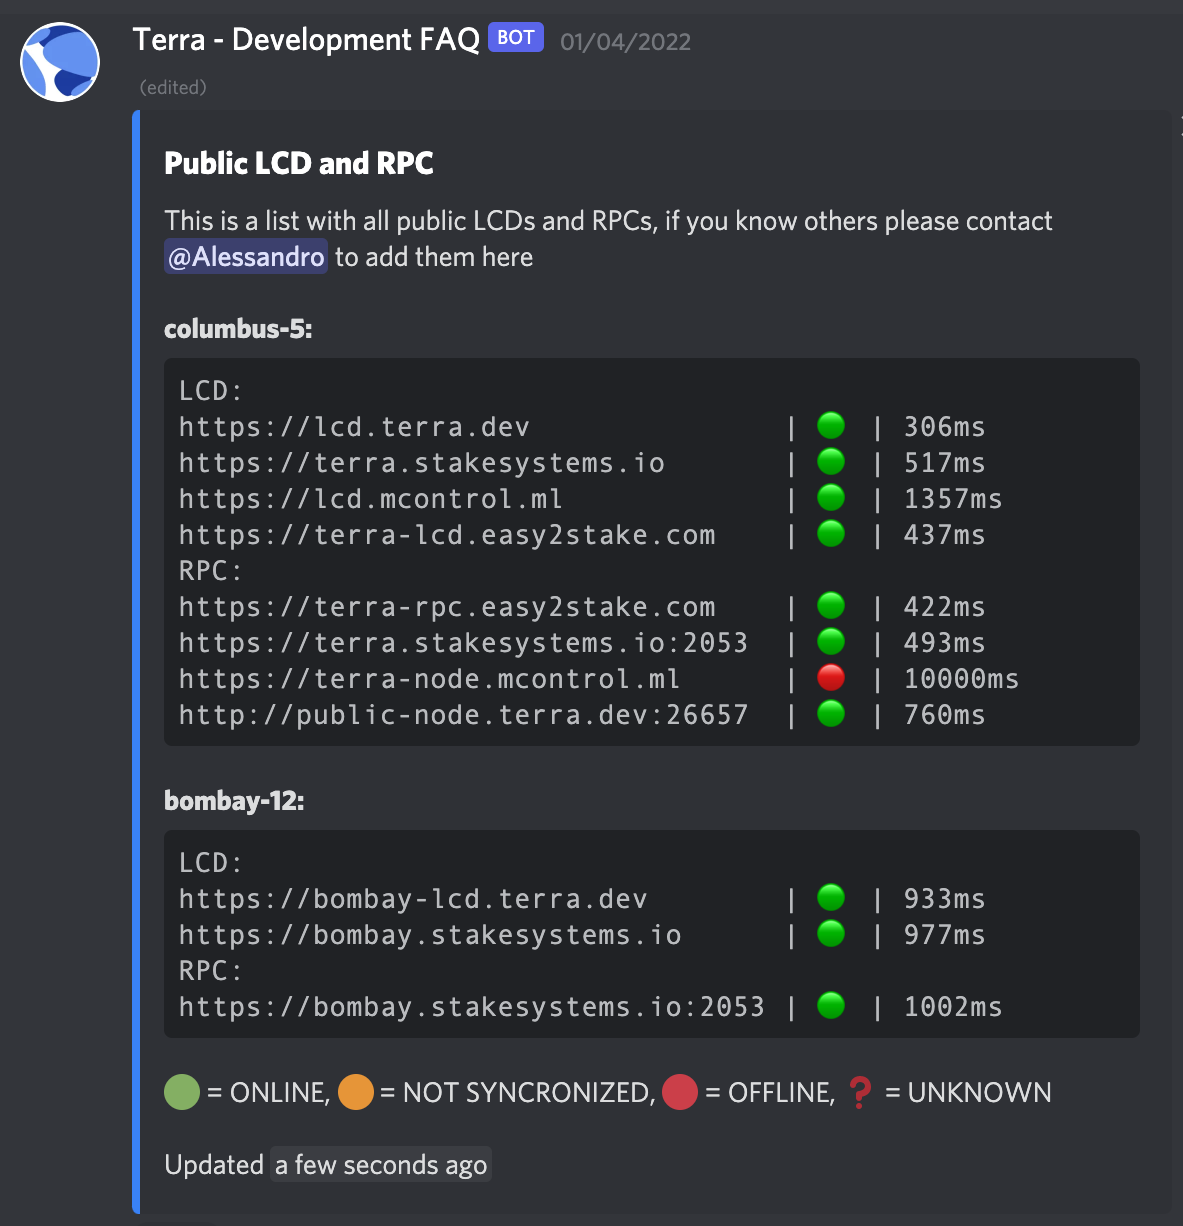 Terra - Development FAQ BOT 01/04/2022
(edited)
Public LCD and RPC
This is a list with all public LCDs and RPCs, if you know others please contact
@Alessandro to add them here
columbus-5:
LCD:
https://lcd.terra.dev | 🟢 | 306ms
https://terra.stakesystems.io | 🟢 | 517ms
https://lcd.mcontrol.ml | 🟢 | 1357ms
https://terra-lcd.easy2stake.com | 🟢 | 437ms
RPC:
https://terra-rpc.easy2stake.com | 🟢 | 422ms
https://terra.stakesystems.io:2053 | 🟢 | 493ms
https://terra-node.mcontrol.ml | 🔴 | 10000ms
http://public-node.terra.dev:26657 | 🟢 | 760ms
bombay-12:
LCD:
https://bombay-lcd.terra.dev | 🟢 | 933ms
https://bombay.stakesystems.io | 🟢 | 977ms
RPC:
https://bombay.stakesystems.io:2053 | 🟢 | 1002ms
🟢 = ONLINE, 🟠 = NOT SYNCRONIZED, 🔴 = OFFLINE, ❓ = UNKNOWN
Updated a few seconds ago